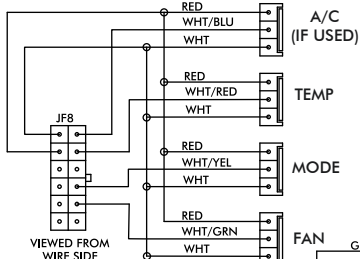 RED
WHT/BLU
WHT
A/C
(IF USED)
RED
WHT/RED
WHT
TEMP
JF8
RED
WHT/YEL
WHT
MODE
RED
WHT/GRN
WHT
FAN
VIEWED FROM
WIRE SIDE
G